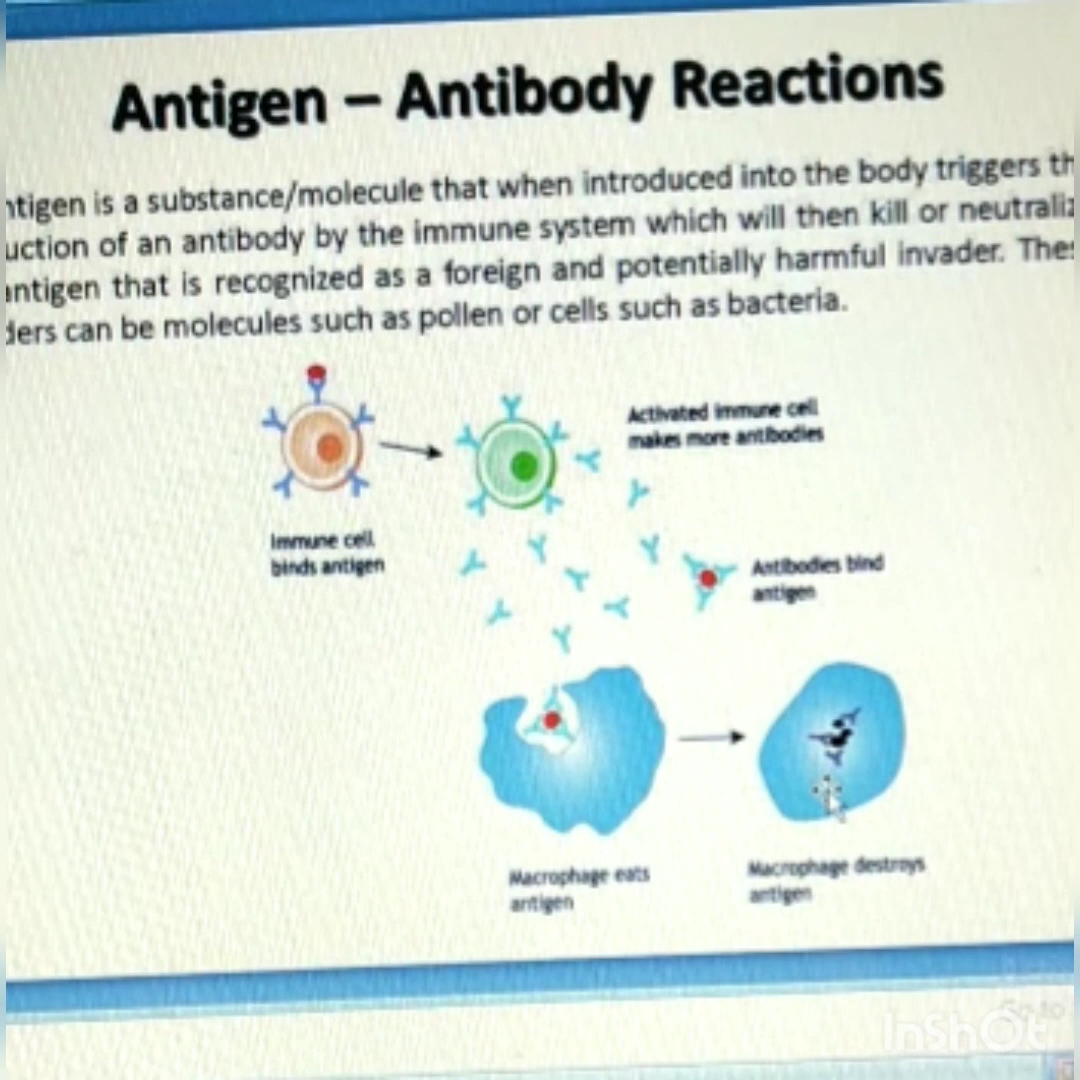 Antigen – Antibody Reactions
ntigen is a substance/molecule that when introduced into the body triggers th
uction of an antibody by the immune system which will then kill or neutraliz
antigen that is recognized as a foreign and potentially harmful invader. Thes
ders can be molecules such as pollen or cells such as bacteria.
Activated immune cell
makes more antibodies
Immune cell
binds antigen
Antibodies bind
antigen
Macrophage eats
antigen
Macrophage destroys
antigen
InShOt